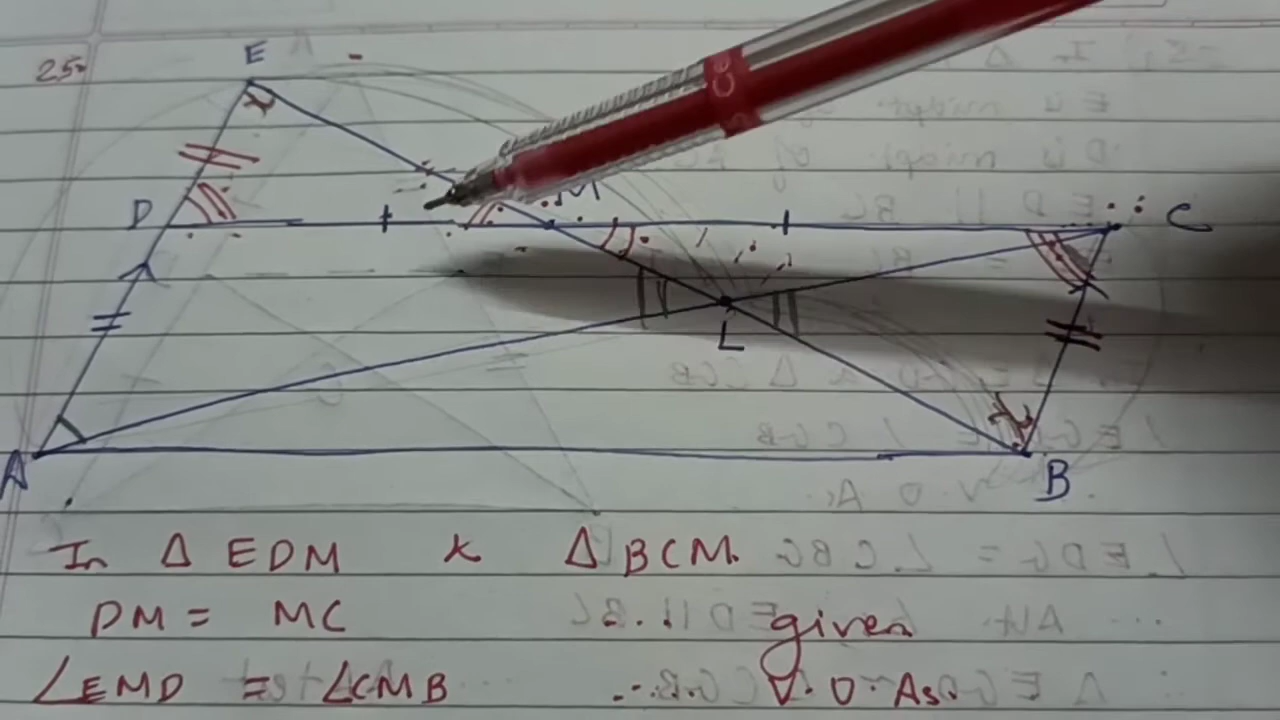 25.
E
D
M
C
L
A
B
In Δ EDM & Δ BCM.
DM = MC given
∠EMD = ∠CMB ... V.O.As.